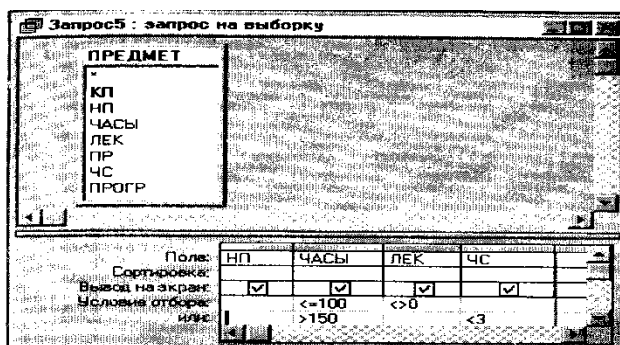 Запрос5 : запрос на выборку
ПРЕДМЕТ
*
КП
НП
ЧАСЫ
ЛЕК
ПР
ЧС
ПРОГР
Поле: НП ЧАСЫ ЛЕК ЧС
Сортировка:
Вывод на экран:
Условия отбора: <=100 <>0
или: >150 <3